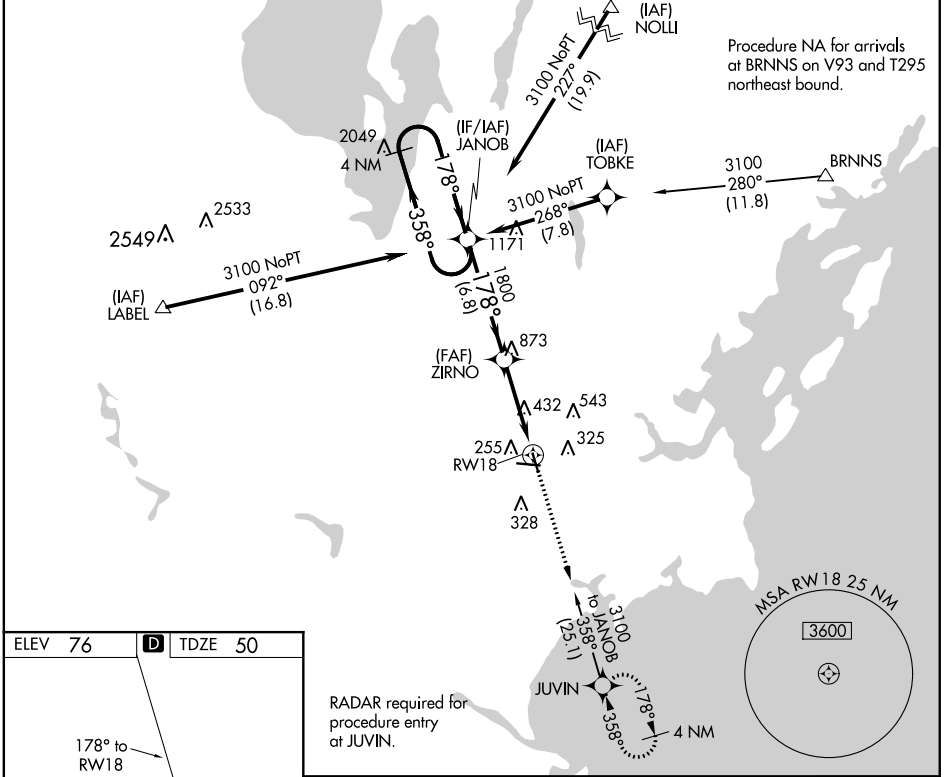 (IAF)
NOLLI
3100 NoPT
227°
(19.9)
Procedure NA for arrivals
at BRNNS on V93 and T295
northeast bound.
2049
4 NM
(IF/IAF)
JANOB
178°
358°
(IAF)
TOBKE
BRNNS
3100
280°
(11.8)
3100 NoPT
268°
(7.8)
1171
2533
2549
3100 NoPT
092°
(16.8)
(IAF)
LABEL
1800
178°
(6.8)
(FAF)
ZIRNO
873
432
543
255
325
RW18
328
3100
to JANOB
358°
(25.1)
JUVIN
178°
358°
4 NM
MSA RW18 25 NM
3600
RADAR required for
procedure entry
at JUVIN.
ELEV 76 D TDZE 50
178° to
RW18